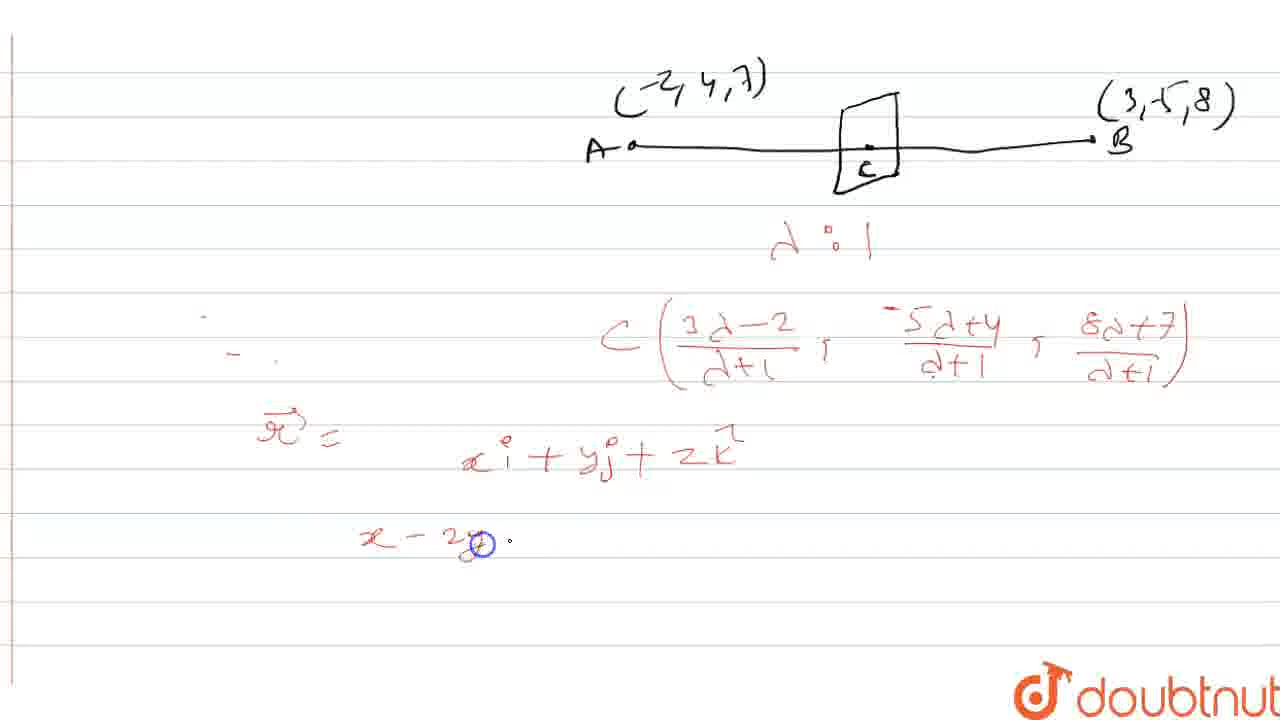 (-2, 4, 7)
(3, -5, 8)
A
B
C
λ : 1
C (3λ-2/λ+1, -5λ+4/λ+1, 8λ+7/λ+1)
r⃗ = xi + yj + zk
x - 2y
doubtnut